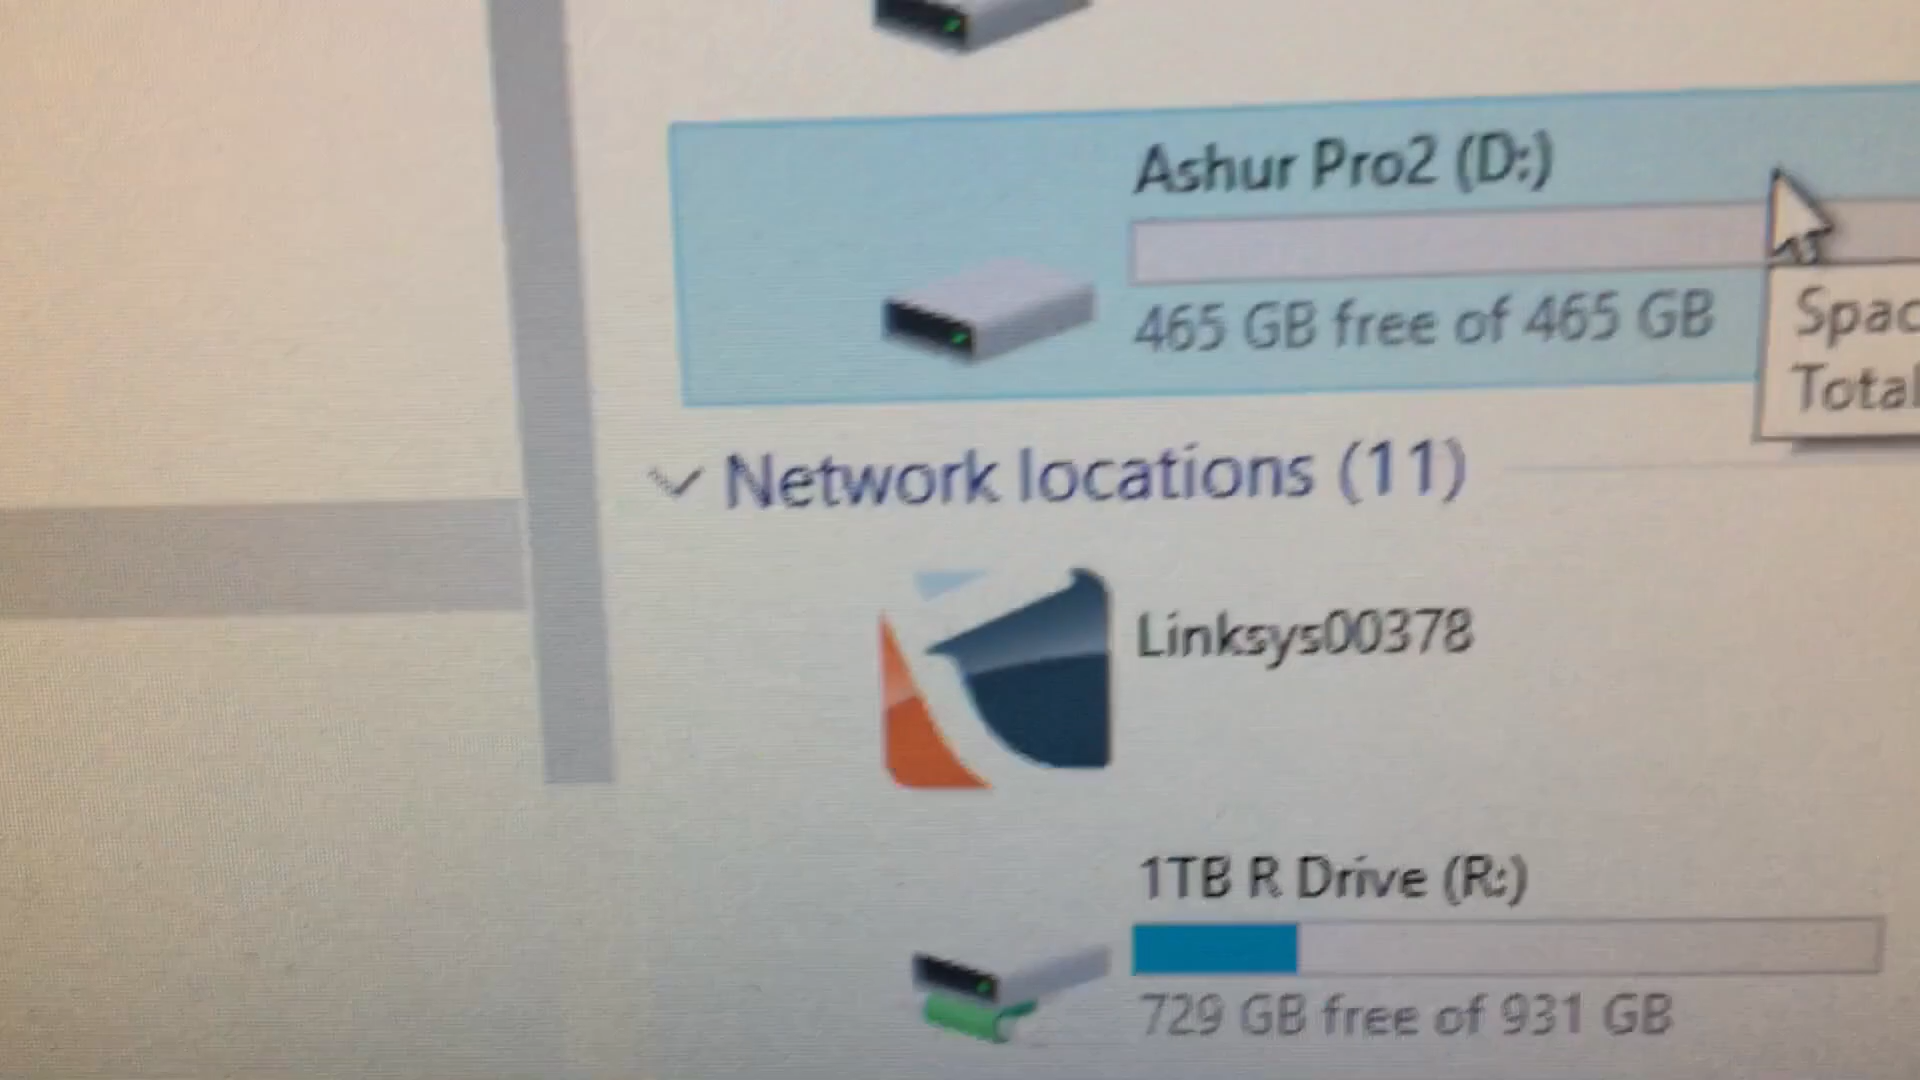 Ashur Pro2 (D:)
465 GB free of 465 GB
Spac
Total
Network locations (11)
Linksys00378
1TB R Drive (R:)
729 GB free of 931 GB